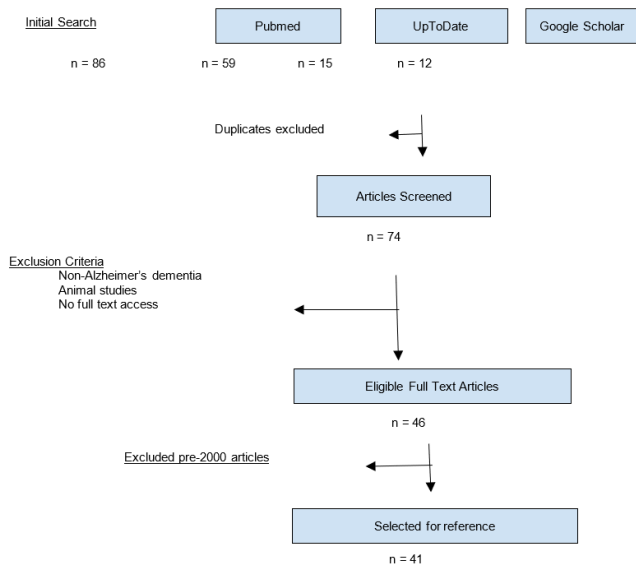 Initial Search
Pubmed
UpToDate
Google Scholar
n = 86
n = 59
n = 15
n = 12
Duplicates excluded
Articles Screened
n = 74
Exclusion Criteria
Non-Alzheimer's dementia
Animal studies
No full text access
Eligible Full Text Articles
n = 46
Excluded pre-2000 articles
Selected for reference
n = 41